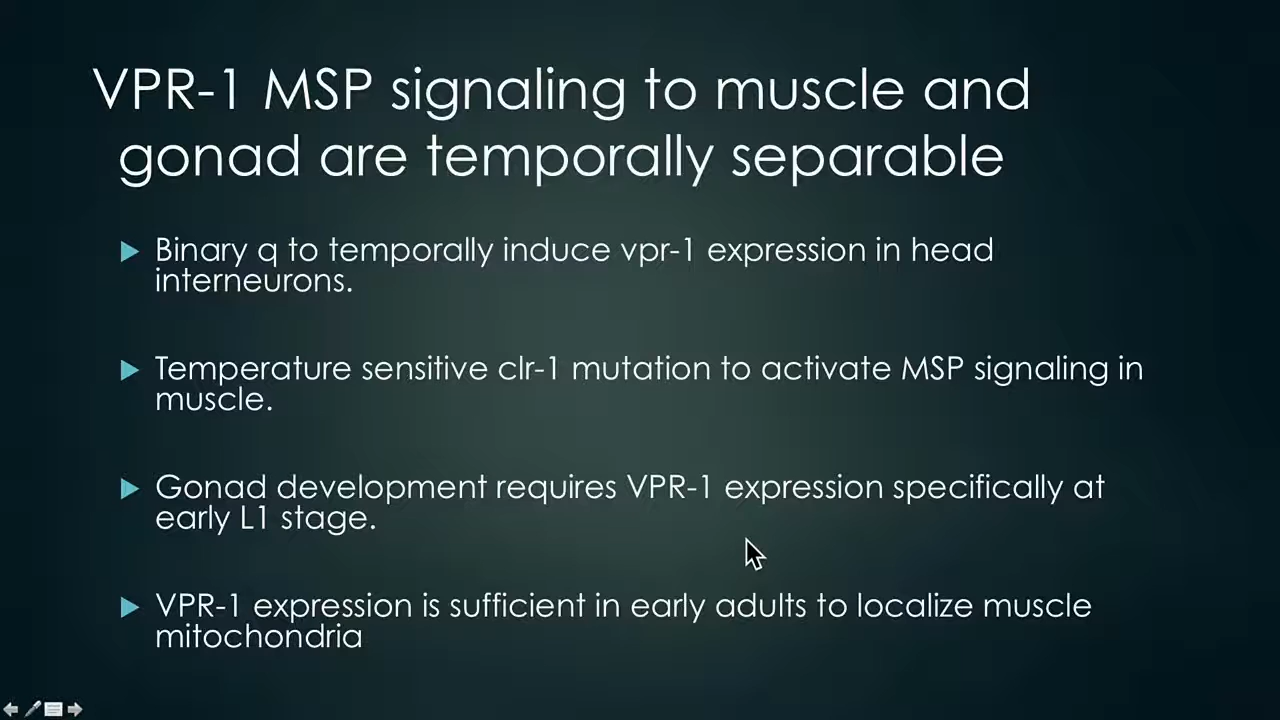 VPR-1 MSP signaling to muscle and
gonad are temporally separable
Binary q to temporally induce vpr-1 expression in head
interneurons.
Temperature sensitive clr-1 mutation to activate MSP signaling in
muscle.
Gonad development requires VPR-1 expression specifically at
early L1 stage.
VPR-1 expression is sufficient in early adults to localize muscle
mitochondria